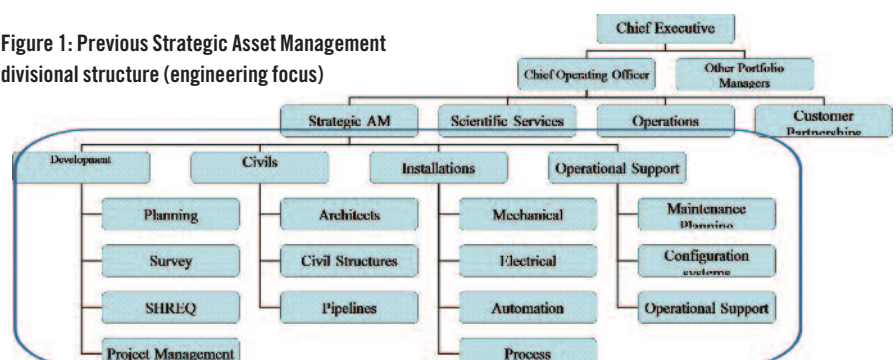 Figure 1: Previous Strategic Asset Management
divisional structure (engineering focus)
Chief Executive
Chief Operating Officer
Other Portfolio
Managers
Strategic AM
Scientific Services
Operations
Customer
Partnerships
Development
Civils
Installations
Operational Support
Planning
Architects
Mechanical
Maintenance
Planning
Survey
Civil Structures
Electrical
Configuration
systems
SHREQ
Pipelines
Automation
Operational Support
Project Management
Process